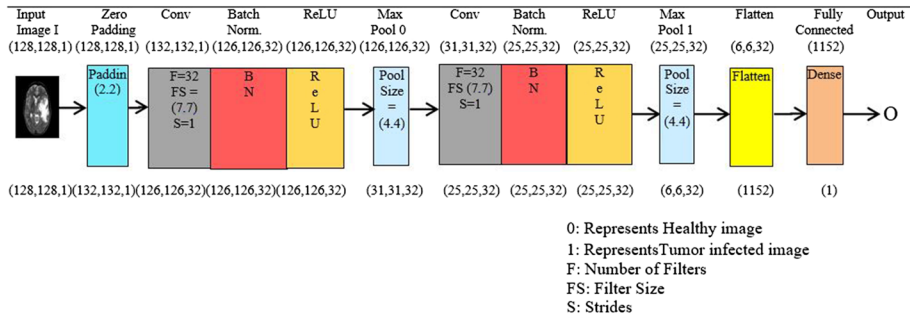 Input Image I
Zero Padding
Conv
Batch Norm.
ReLU
Max Pool 0
Conv
Batch Norm.
ReLU
Max Pool 1
Flatten
Fully Connected
Output
(128,128,1) (128,128,1) (132,132,1) (126,126,32) (126,126,32) (126,126,32) (31,31,32) (25,25,32) (25,25,32) (25,25,32) (6,6,32) (1152)
Paddin
(2.2)
F=32
FS =
(7.7)
S=1
B
N
R
e
L
U
Pool
Size
=
(4.4)
F=32
FS (7.7)
S=1
B
N
R
e
L
U
Pool
Size
=
(4.4)
Flatten
Dense
O
(128,128,1) (132,132,1) (126,126,32) (126,126,32) (126,126,32) (31,31,32) (25,25,32) (25,25,32) (25,25,32) (6,6,32) (1152) (1)
0: Represents Healthy image
1: RepresentsTumor infected image
F: Number of Filters
FS: Filter Size
S: Strides